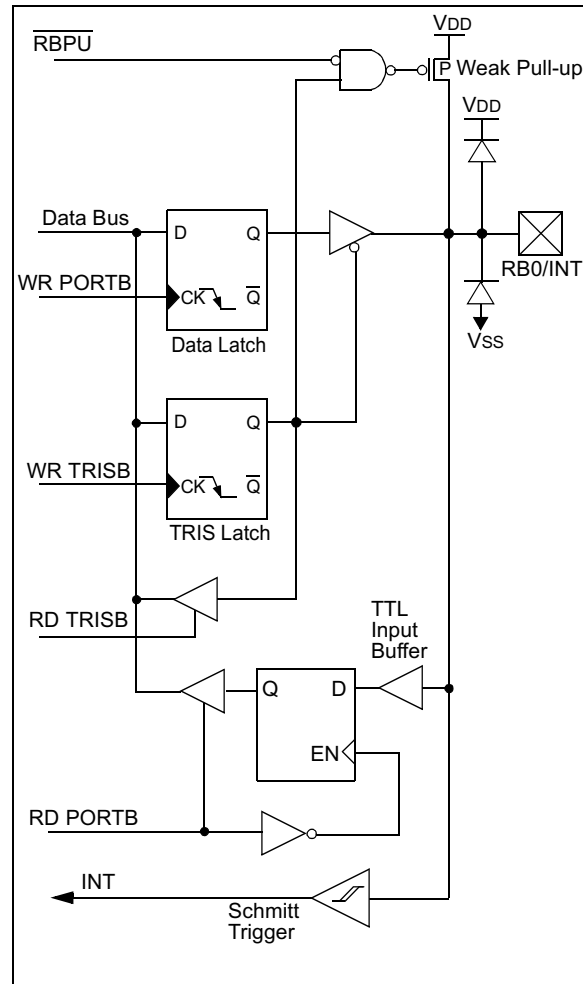 VDD
RBPU
P Weak Pull-up
VDD
Data Bus
D Q
RB0/INT
WR PORTB
CK Q
VSS
Data Latch
D Q
WR TRISB
CK Q
TRIS Latch
TTL
Input
Buffer
RD TRISB
Q D
EN
RD PORTB
INT
Schmitt
Trigger